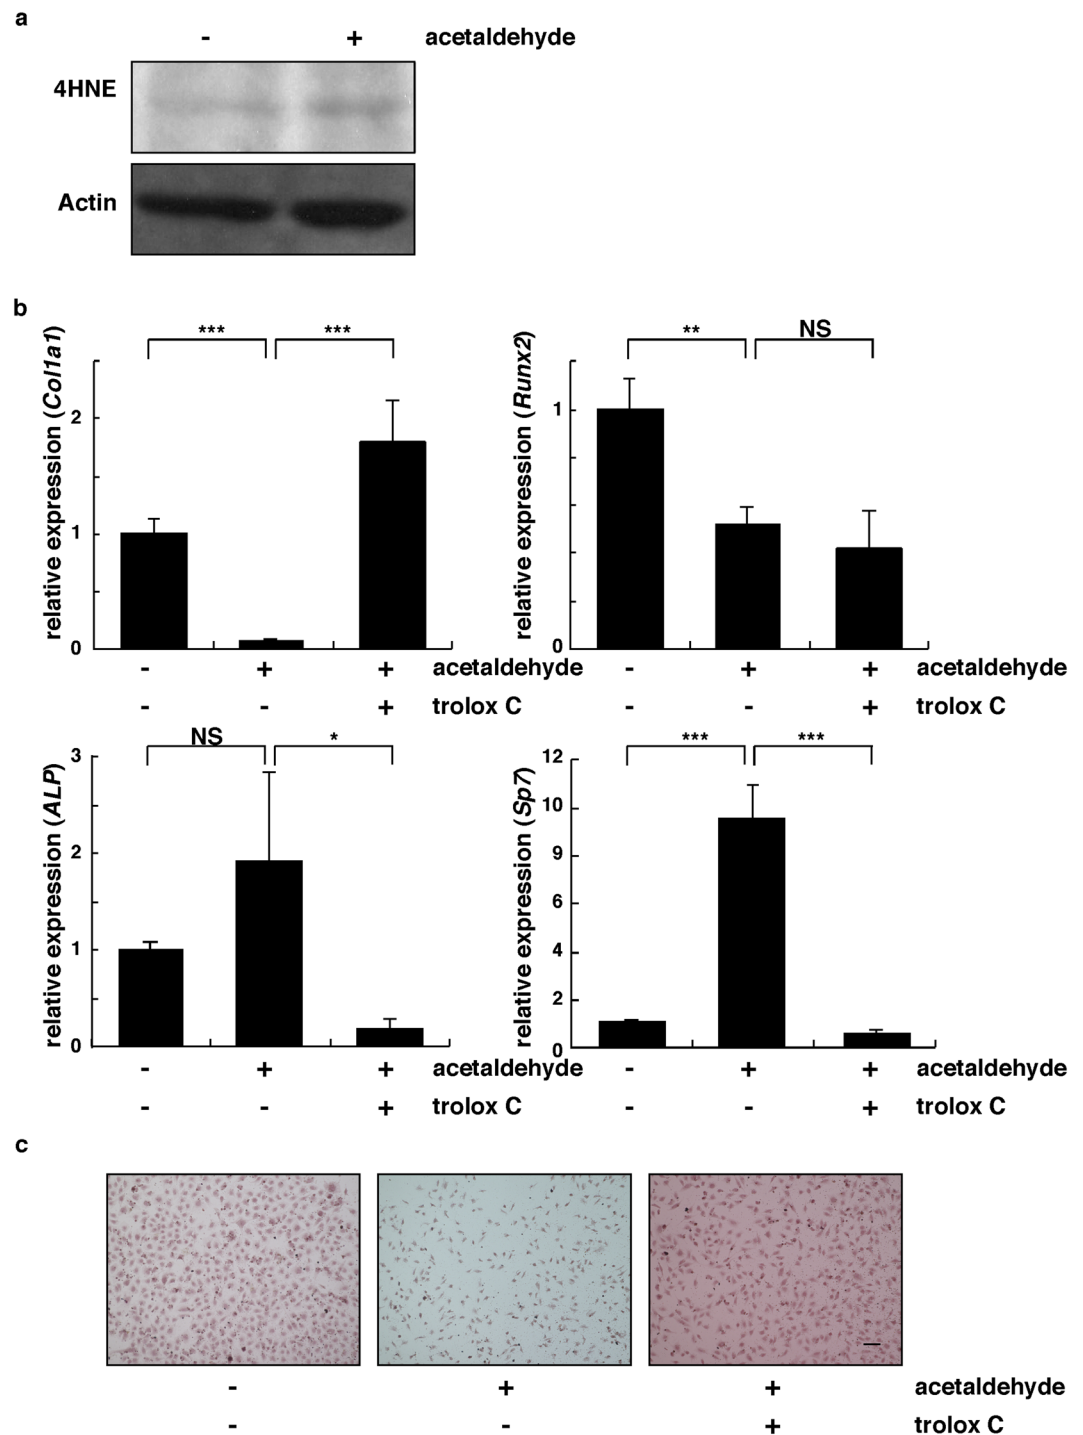 a
- + acetaldehyde
4HNE
Actin
b
*** ***
relative expression (Col1a1)
2
1
0
- + + acetaldehyde
- - + trolox C
** NS
relative expression (Runx2)
1
0
- + + acetaldehyde
- - + trolox C
NS *
relative expression (ALP)
3
2
1
0
- + + acetaldehyde
- - + trolox C
*** ***
relative expression (Sp7)
12
10
9
6
4
2
0
- + + acetaldehyde
- - + trolox C
c
- + + acetaldehyde
- - + trolox C